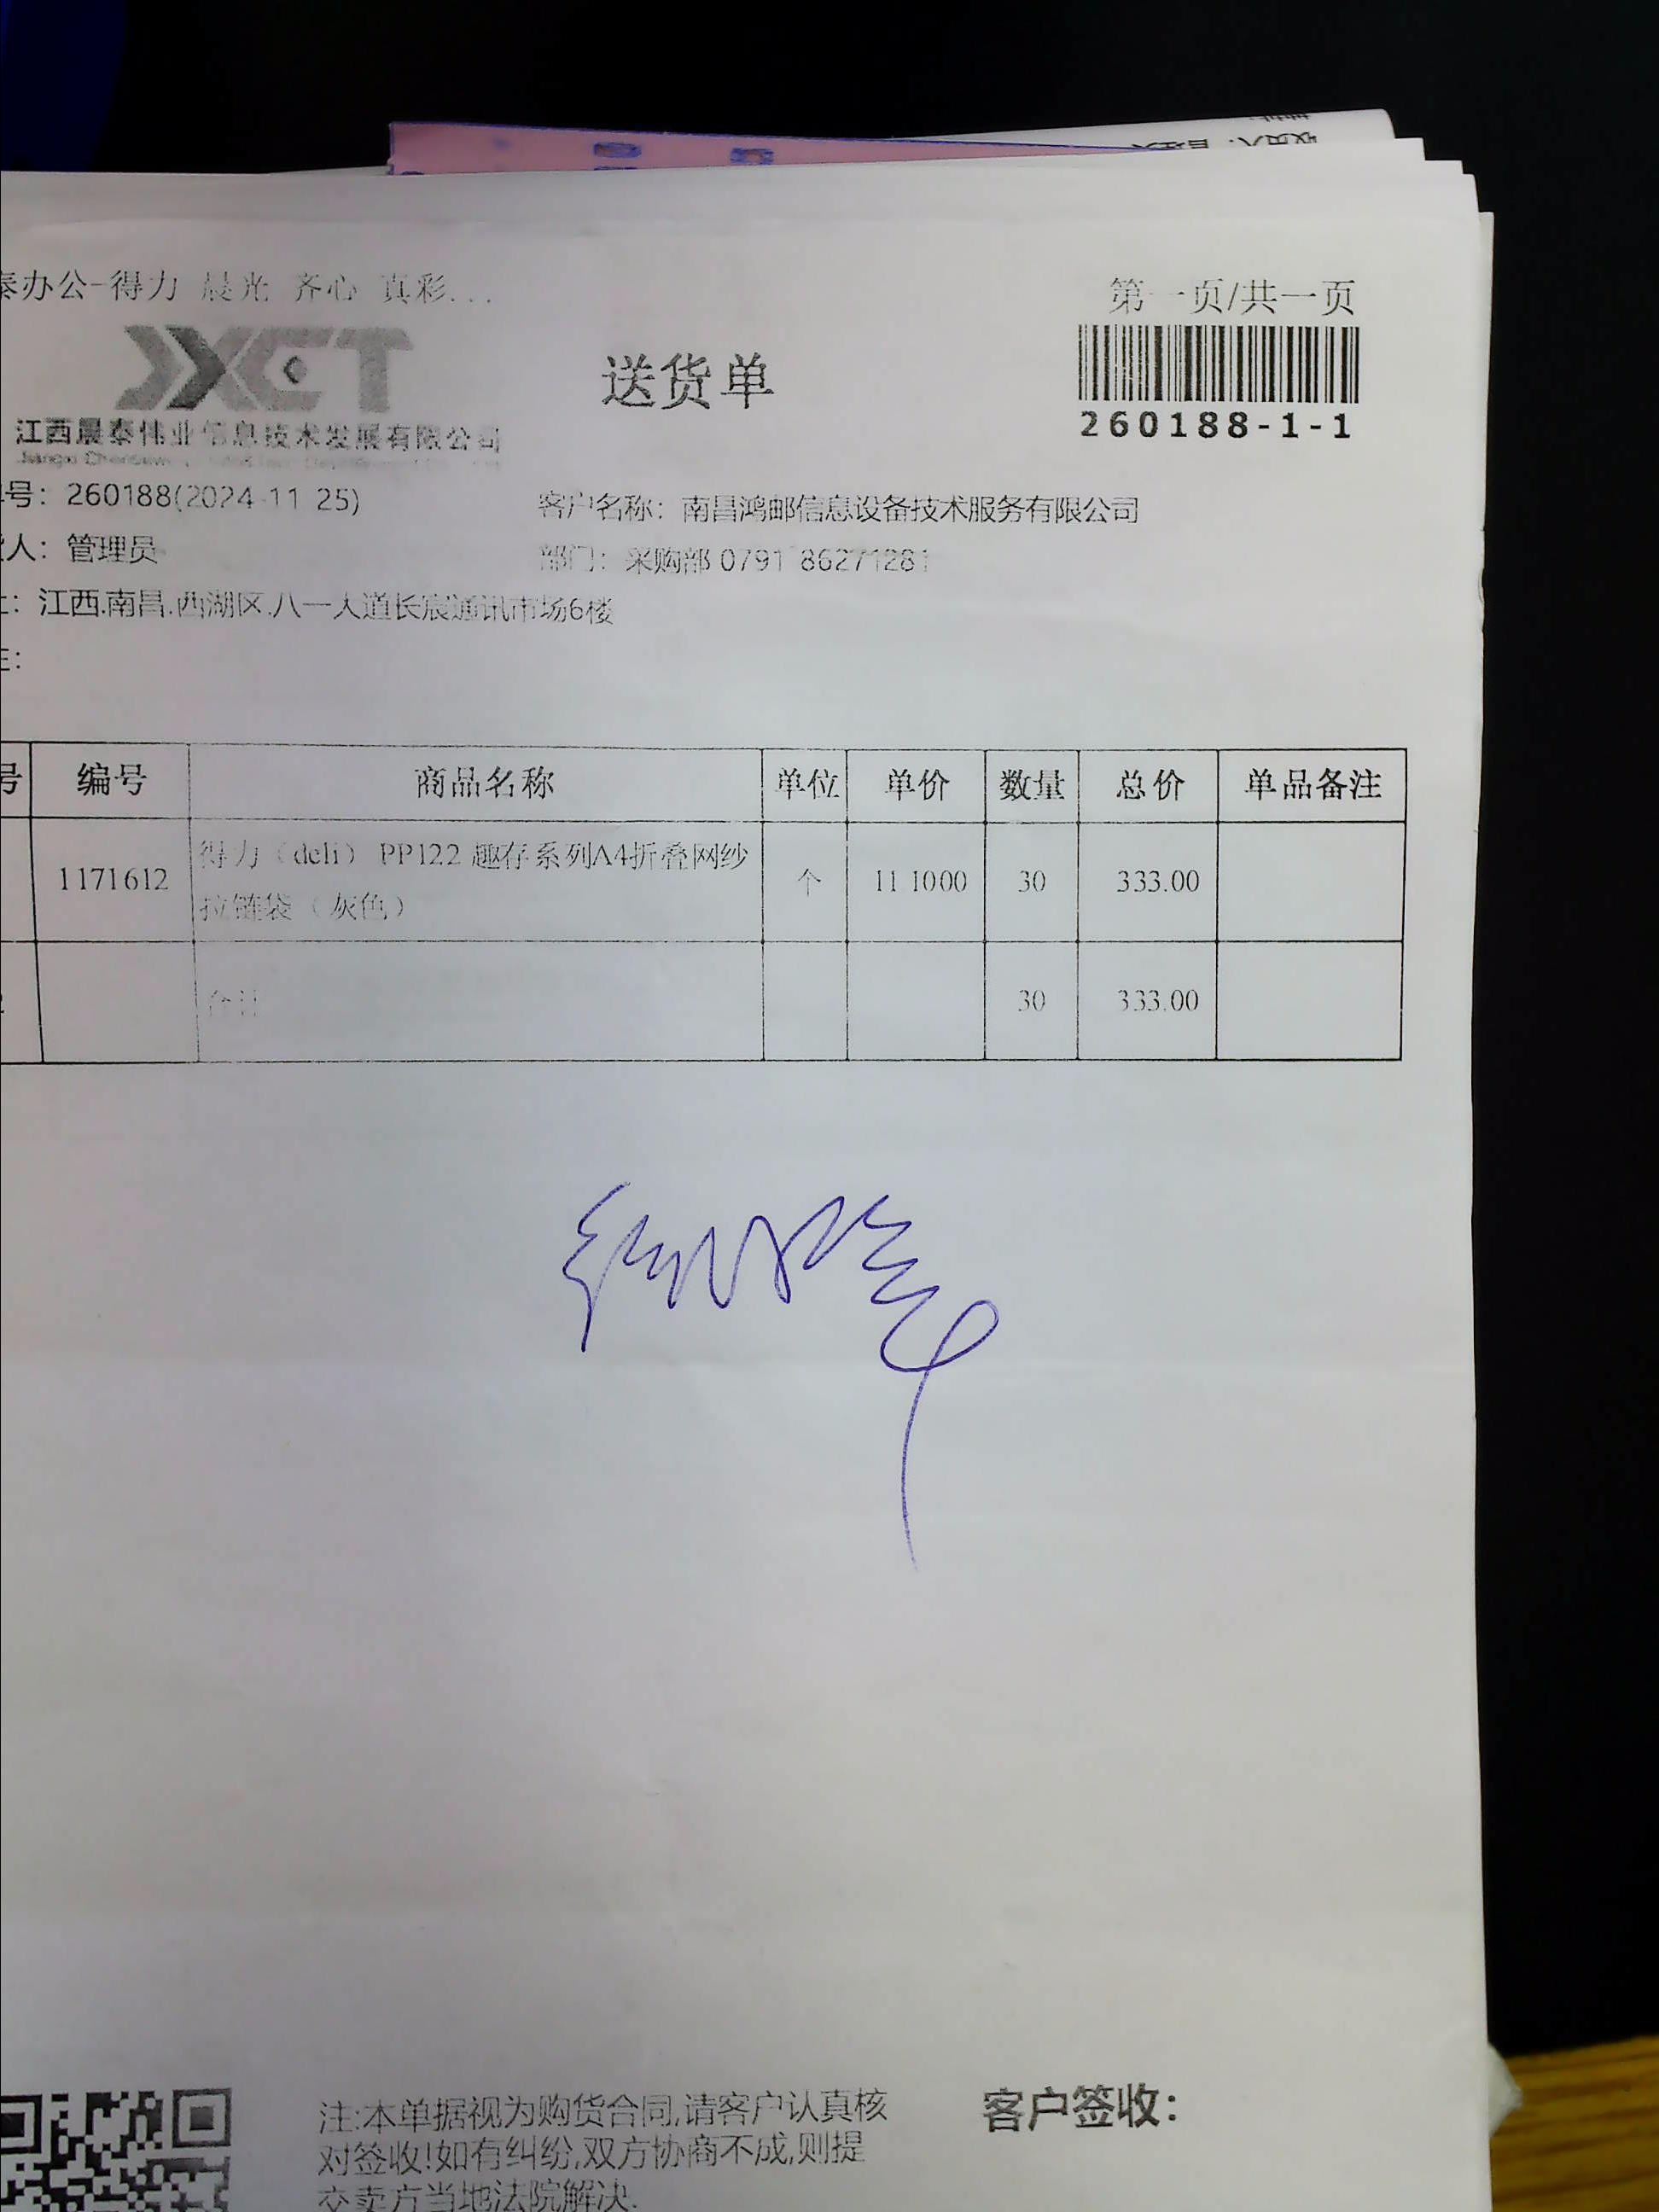 泰办公-得力 晨光 齐心 真彩...
第一页/共一页
JXCT
送货单
260188-1-1
江西晨泰伟业信息技术发展有限公司
号：260188(2024-11-25)
客户名称：南昌鸿邮信息设备技术服务有限公司
人：管理员
部门：采购部 0791-86271281
江西.南昌.西湖区.八一大道长宸通讯市场6楼
号 编号 商品名称 单位 单价 数量 总价 单品备注
1171612 得力（deli） PP122 趣存系列A4折叠网纱 个 11.1000 30 333.00
拉链袋（灰色）
2 合计 30 333.00
注:本单据视为购货合同,请客户认真核
对签收!如有纠纷,双方协商不成,则提
交卖方当地法院解决.
客户签收：